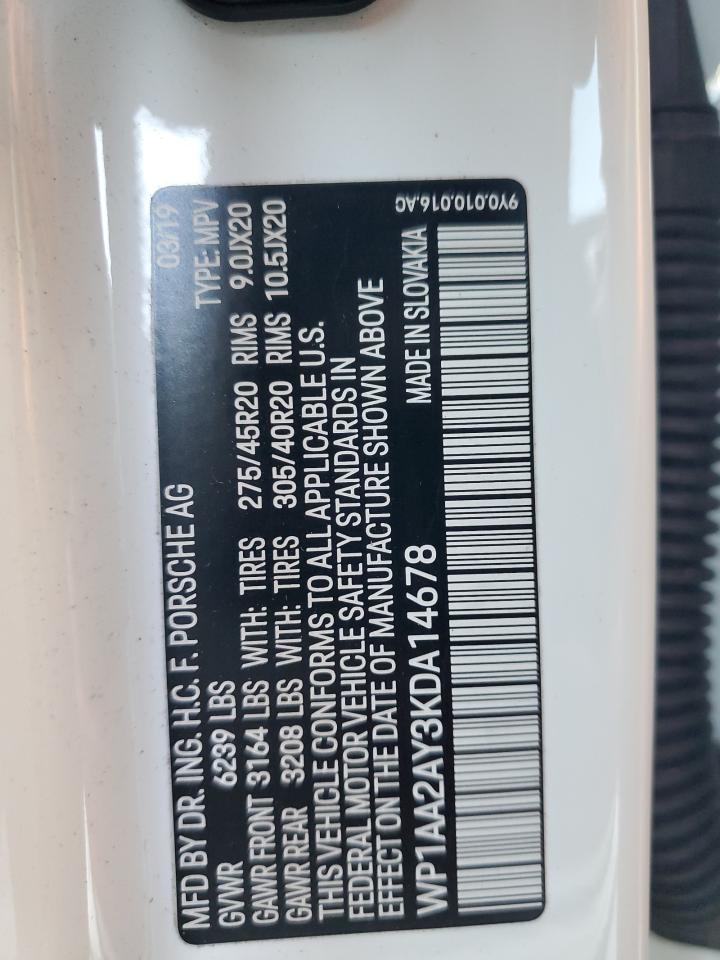 MFD BY DR. ING. H.C. F. PORSCHE AG 03/19
GVWR 6239 LBS TYPE: MPV
GAWR FRONT 3164 LBS WITH: TIRES 275/45R20 RIMS 9.0JX20
GAWR REAR 3208 LBS WITH: TIRES 305/40R20 RIMS 10.5JX20
THIS VEHICLE CONFORMS TO ALL APPLICABLE U.S.
FEDERAL MOTOR VEHICLE SAFETY STANDARDS IN
EFFECT ON THE DATE OF MANUFACTURE SHOWN ABOVE
WP1AA2AY3KDA14678 MADE IN SLOVAKIA
9Y0.010.016.AC